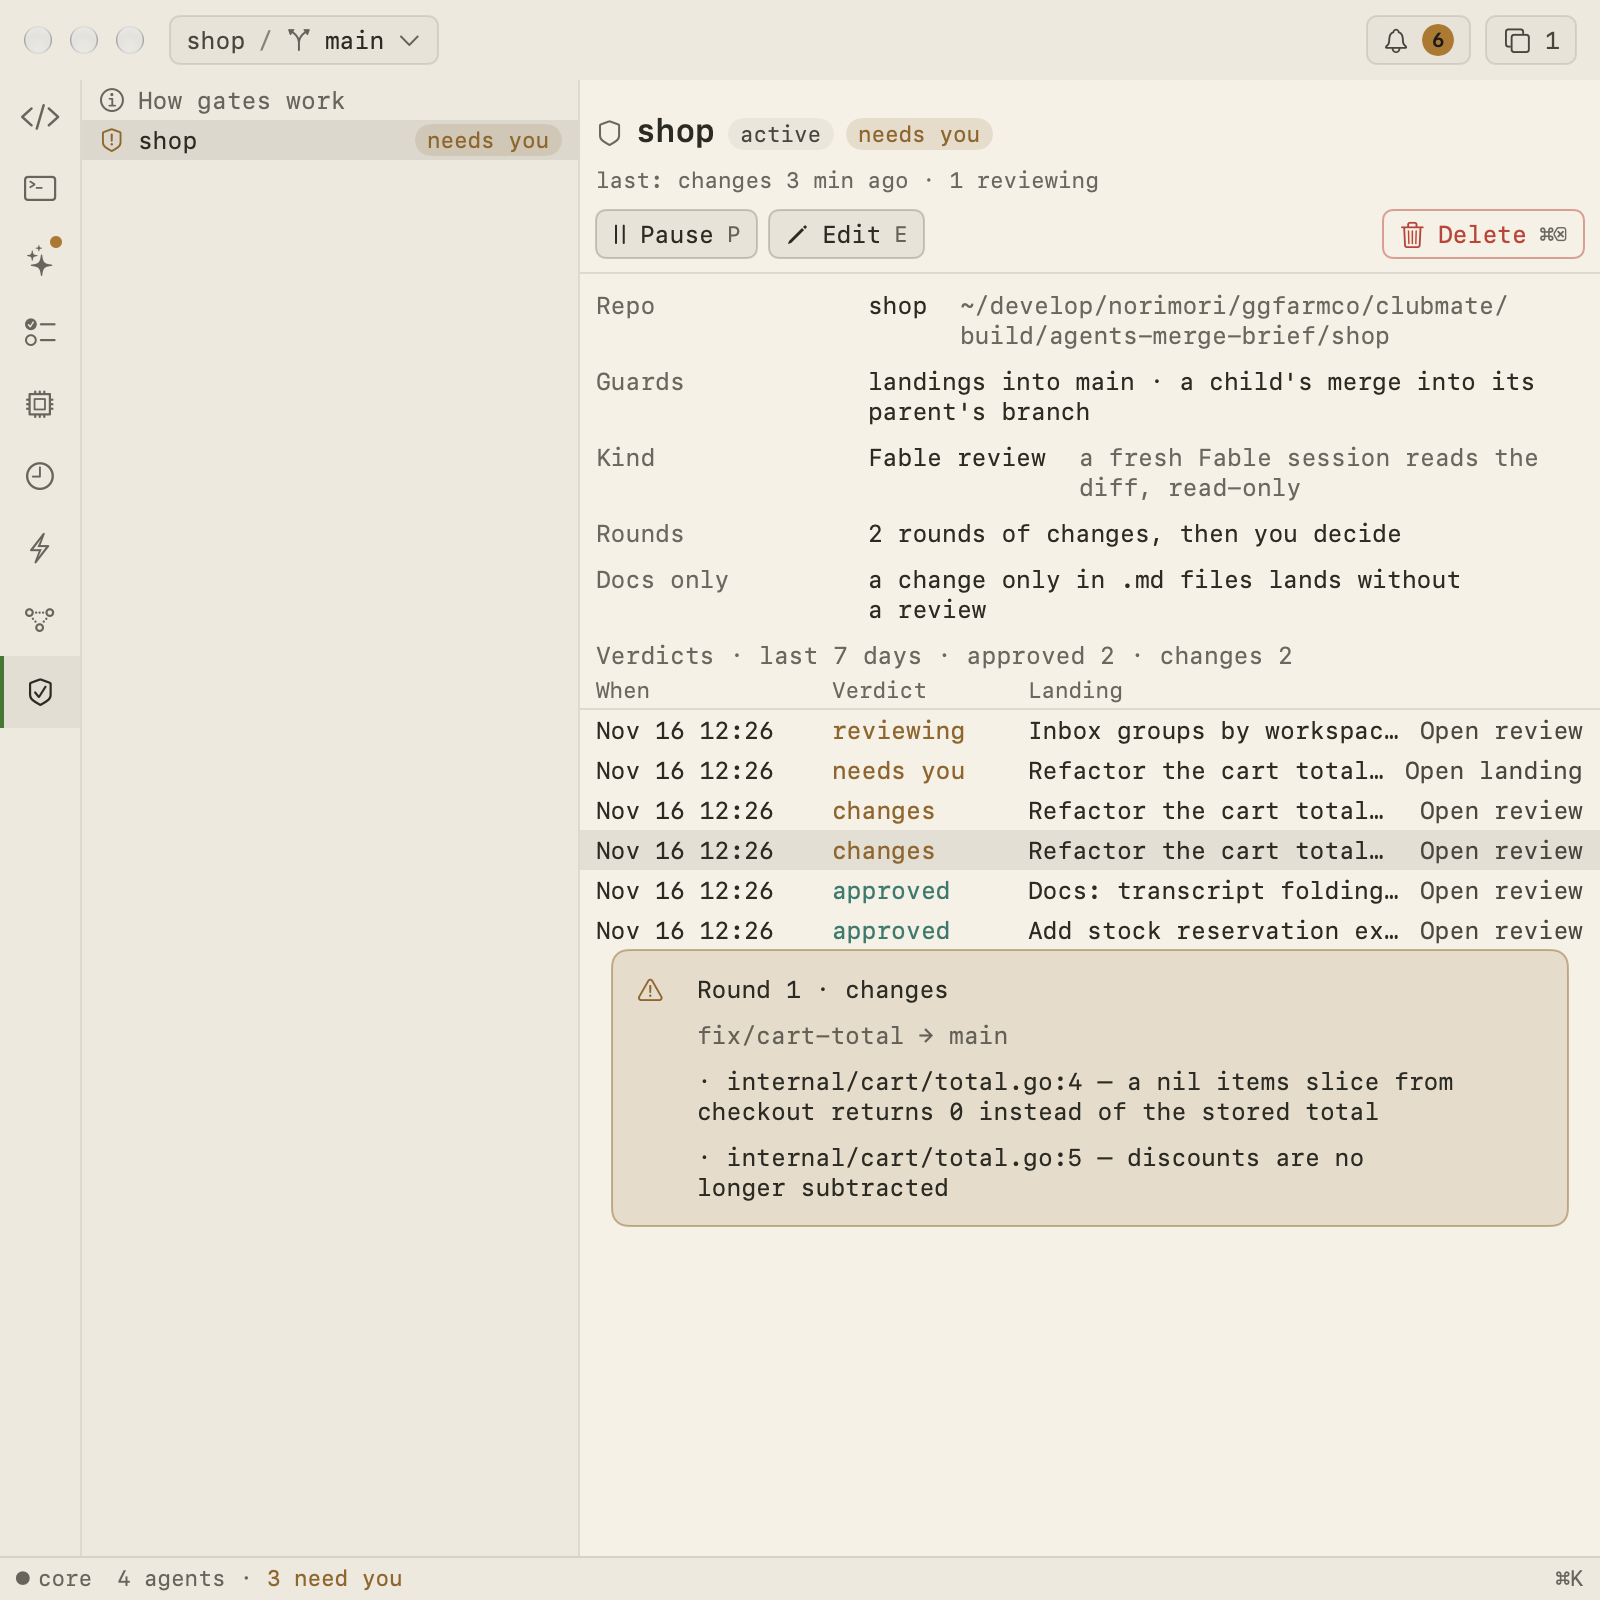 shop / main
6
1
How gates work
shop needs you
shop active needs you
last: changes 3 min ago · 1 reviewing
Pause P
Edit E
Delete ⌘⌫
Repo shop ~/develop/norimori/ggfarmco/clubmate/
build/agents-merge-brief/shop
Guards landings into main · a child's merge into its
parent's branch
Kind Fable review a fresh Fable session reads the
diff, read-only
Rounds 2 rounds of changes, then you decide
Docs only a change only in .md files lands without
a review
Verdicts · last 7 days · approved 2 · changes 2
When Verdict Landing
Nov 16 12:26 reviewing Inbox groups by workspac… Open review
Nov 16 12:26 needs you Refactor the cart total… Open landing
Nov 16 12:26 changes Refactor the cart total… Open review
Nov 16 12:26 changes Refactor the cart total… Open review
Nov 16 12:26 approved Docs: transcript folding… Open review
Nov 16 12:26 approved Add stock reservation ex… Open review
Round 1 · changes
fix/cart-total → main
· internal/cart/total.go:4 — a nil items slice from
checkout returns 0 instead of the stored total
· internal/cart/total.go:5 — discounts are no
longer subtracted
core 4 agents · 3 need you
⌘K